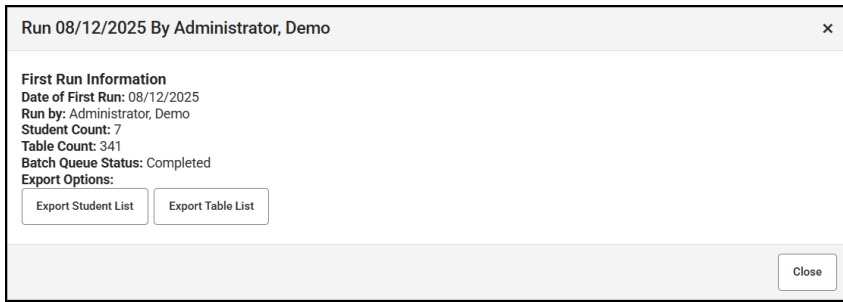 Run 08/12/2025 By Administrator, Demo ×
First Run Information
Date of First Run: 08/12/2025
Run by: Administrator, Demo
Student Count: 7
Table Count: 341
Batch Queue Status: Completed
Export Options:
Export Student List Export Table List
Close